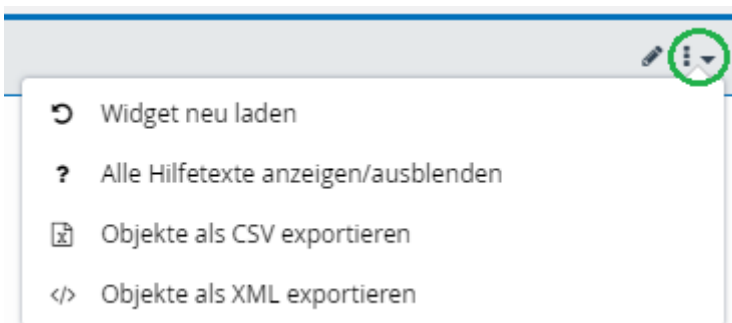 Widget neu laden
? Alle Hilfetexte anzeigen/ausblenden
Objekte als CSV exportieren
</> Objekte als XML exportieren